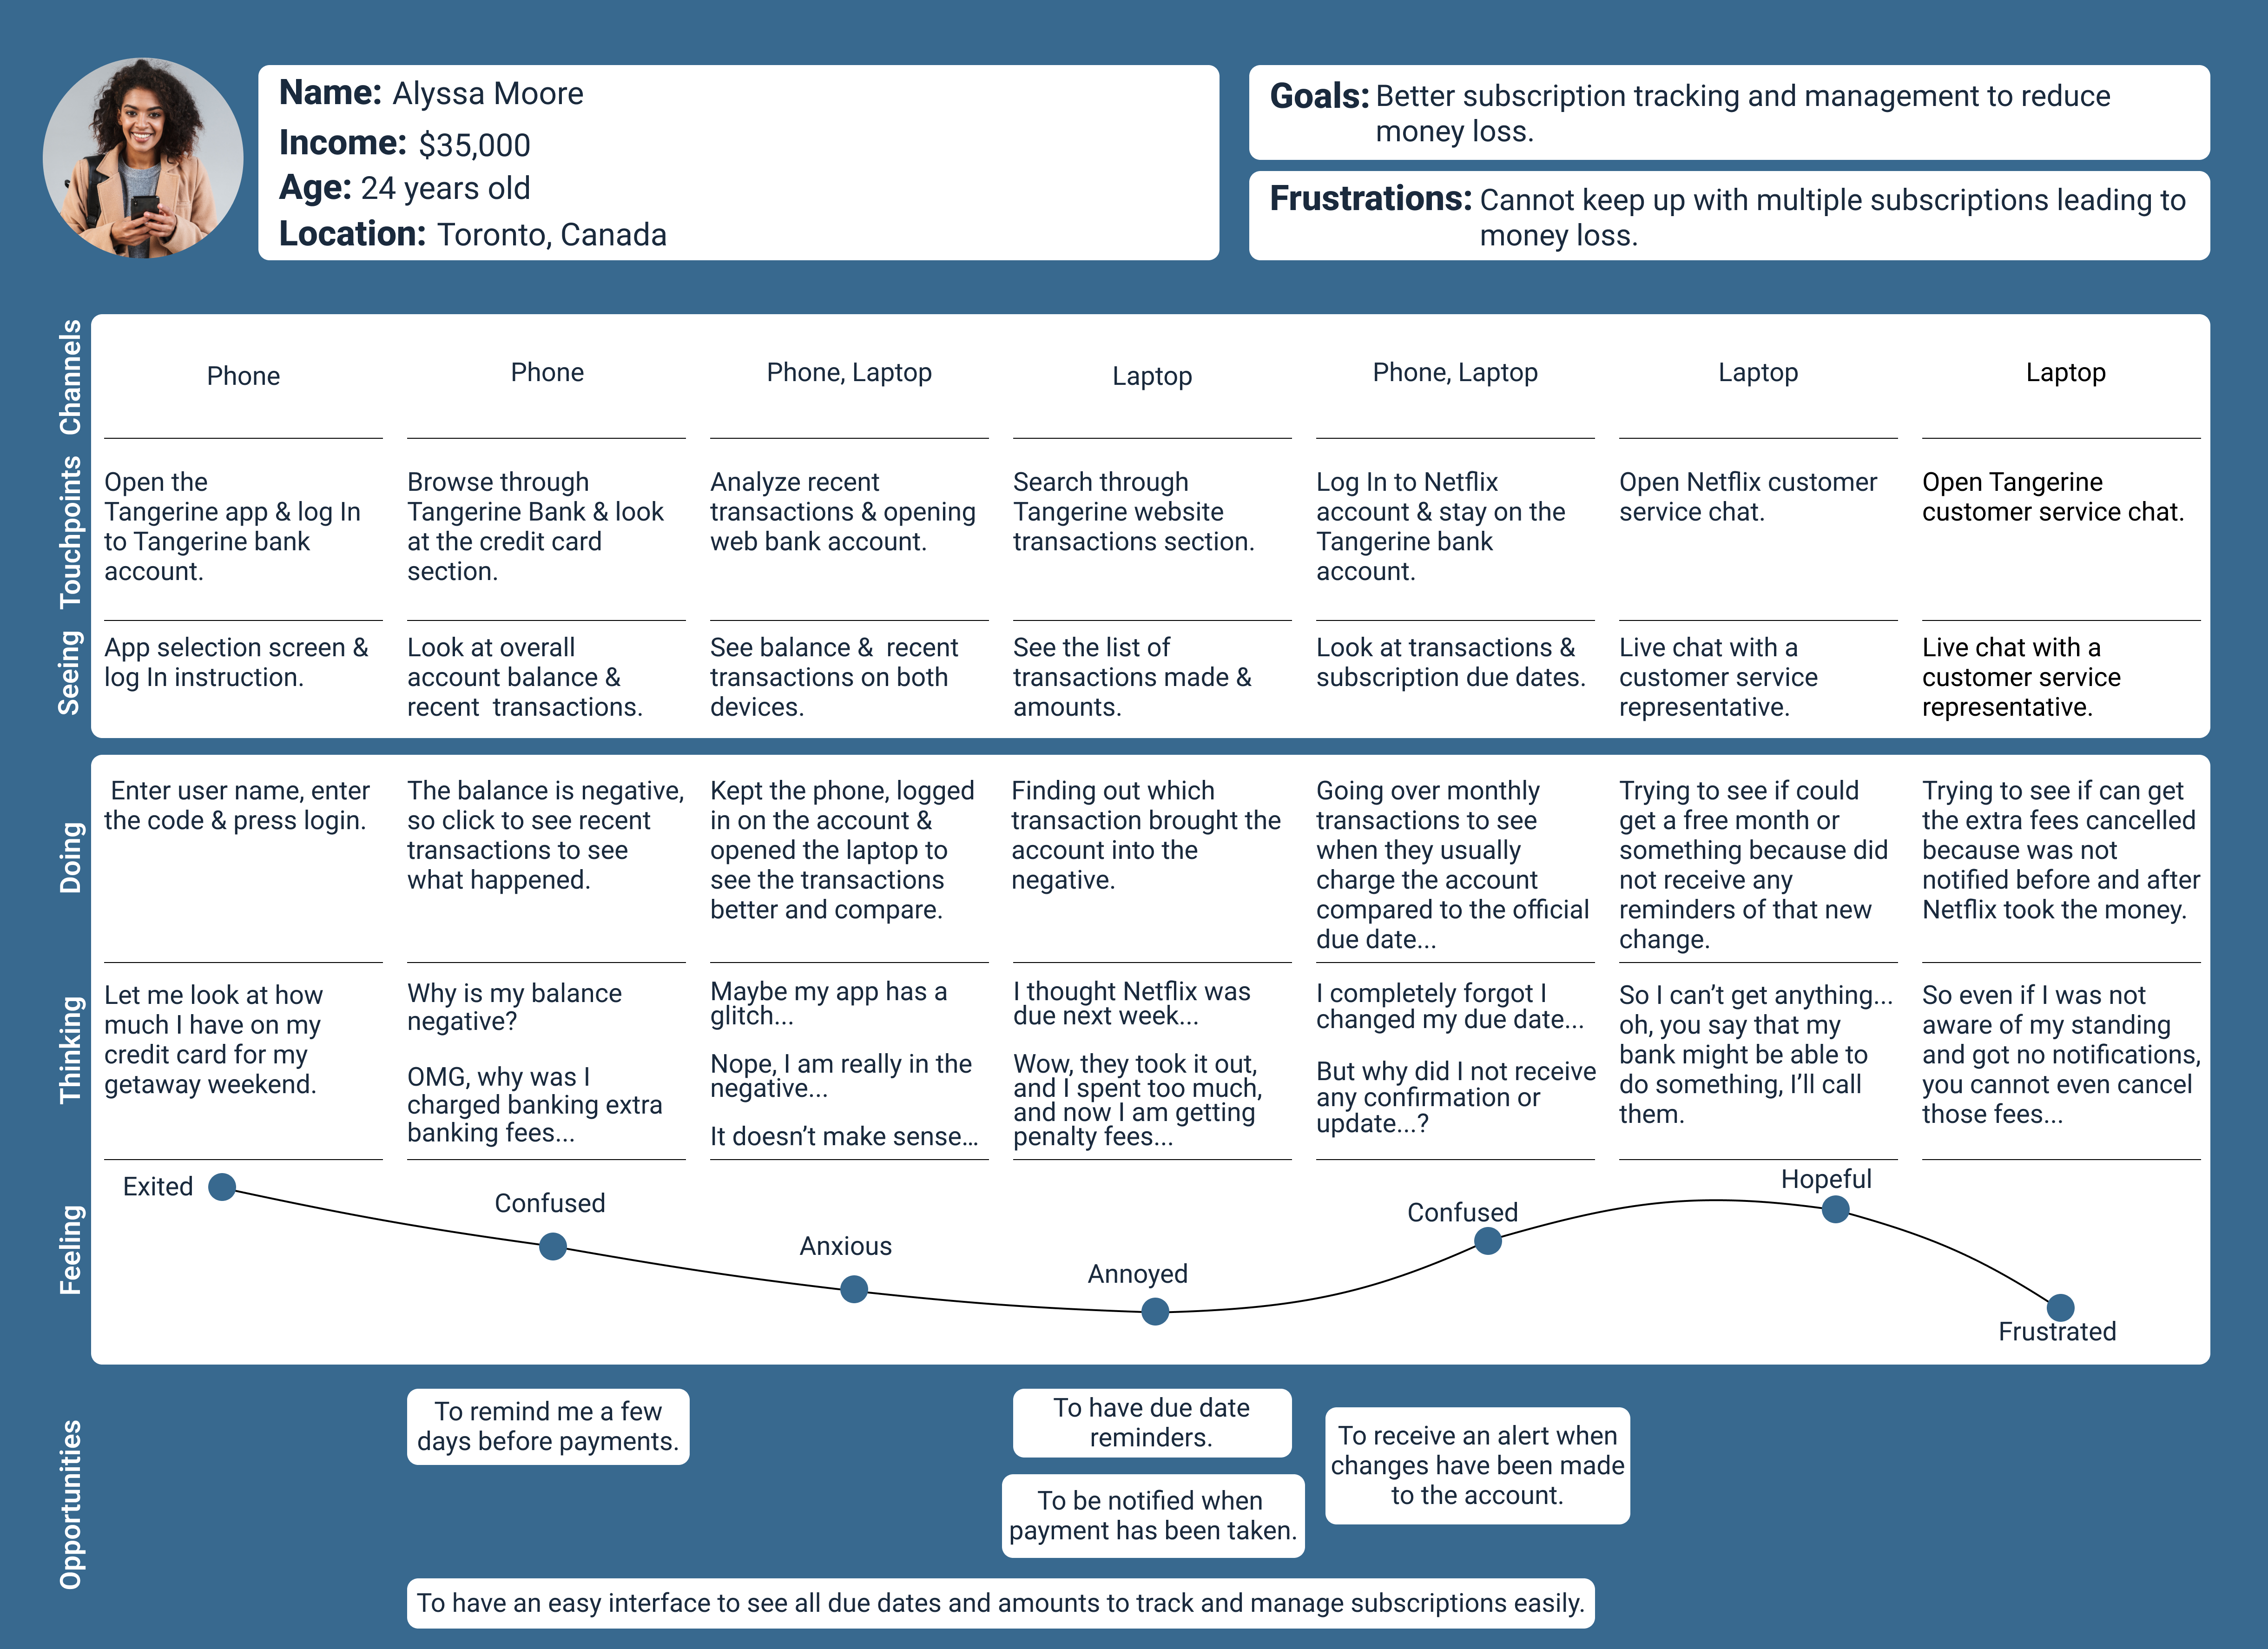 Name: Alyssa Moore
Income: $35,000
Age: 24 years old
Location: Toronto, Canada
Goals: Better subscription tracking and management to reduce
money loss.
Frustrations: Cannot keep up with multiple subscriptions leading to
money loss.
Channels
Phone
Phone
Phone, Laptop
Laptop
Phone, Laptop
Laptop
Laptop
Touchpoints
Open the
Tangerine app & log In
to Tangerine bank
account.
Browse through
Tangerine Bank & look
at the credit card
section.
Analyze recent
transactions & opening
web bank account.
Search through
Tangerine website
transactions section.
Log In to Netflix
account & stay on the
Tangerine bank
account.
Open Netflix customer
service chat.
Open Tangerine
customer service chat.
Seeing
App selection screen &
log In instruction.
Look at overall
account balance &
recent transactions.
See balance & recent
transactions on both
devices.
See the list of
transactions made &
amounts.
Look at transactions &
subscription due dates.
Live chat with a
customer service
representative.
Live chat with a
customer service
representative.
Doing
Enter user name, enter
the code & press login.
The balance is negative,
so click to see recent
transactions to see
what happened.
Kept the phone, logged
in on the account &
opened the laptop to
see the transactions
better and compare.
Finding out which
transaction brought the
account into the
negative.
Going over monthly
transactions to see
when they usually
charge the account
compared to the official
due date...
Trying to see if could
get a free month or
something because did
not receive any
reminders of that new
change.
Trying to see if can get
the extra fees cancelled
because was not
notified before and after
Netflix took the money.
Thinking
Let me look at how
much I have on my
credit card for my
getaway weekend.
Why is my balance
negative?
OMG, why was I
charged banking extra
banking fees...
Maybe my app has a
glitch...
Nope, I am really in the
negative...
It doesn't make sense...
I thought Netflix was
due next week...
Wow, they took it out,
and I spent too much,
and now I am getting
penalty fees...
I completely forgot I
changed my due date...
But why did I not receive
any confirmation or
update...?
So I can't get anything...
oh, you say that my
bank might be able to
do something, I'll call
them.
So even if I was not
aware of my standing
and got no notifications,
you cannot even cancel
those fees...
Feeling
Exited
Confused
Anxious
Annoyed
Confused
Hopeful
Frustrated
Opportunities
To remind me a few
days before payments.
To have due date
reminders.
To be notified when
payment has been taken.
To receive an alert when
changes have been made
to the account.
To have an easy interface to see all due dates and amounts to track and manage subscriptions easily.